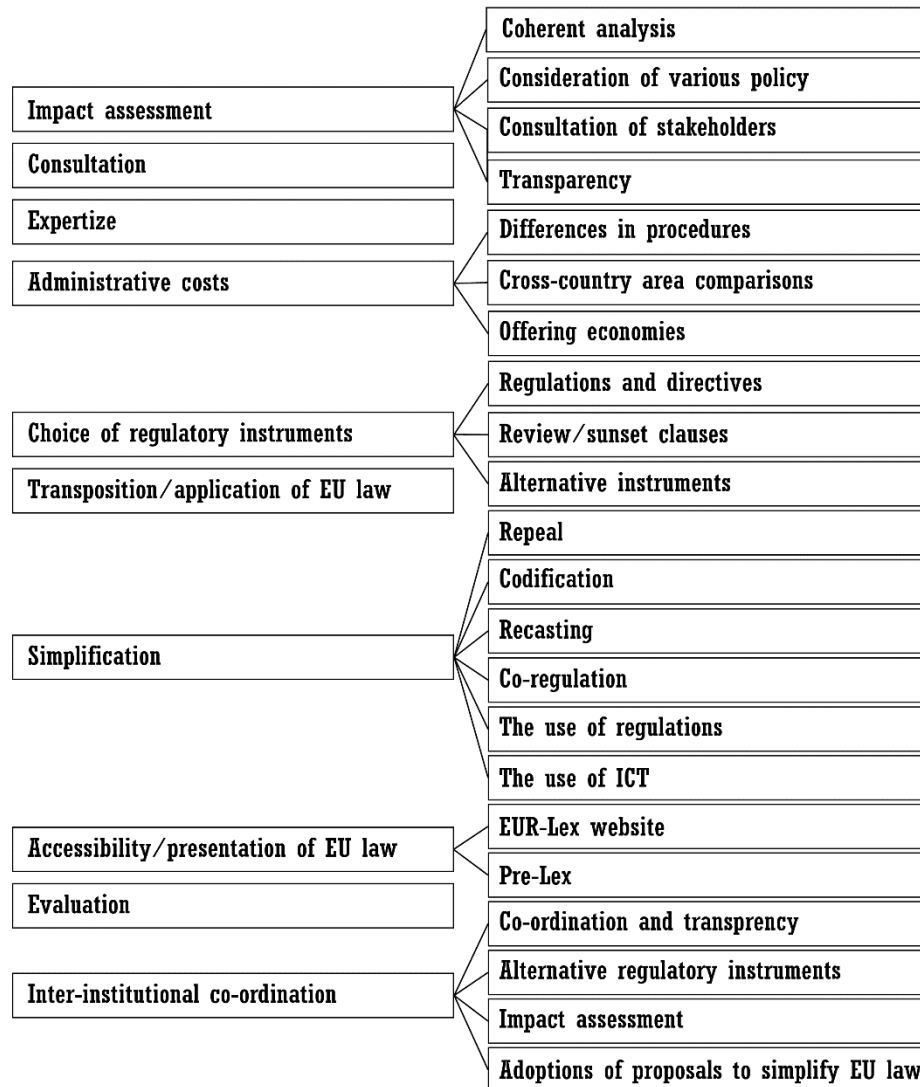 Impact assessment
Coherent analysis
Consideration of various policy
Consultation of stakeholders
Transparency
Consultation
Expertize
Administrative costs
Differences in procedures
Cross-country area comparisons
Offering economies
Choice of regulatory instruments
Regulations and directives
Review/sunset clauses
Alternative instruments
Transposition/application of EU law
Simplification
Repeal
Codification
Recasting
Co-regulation
The use of regulations
The use of ICT
Accessibility/presentation of EU law
EUR-Lex website
Pre-Lex
Evaluation
Inter-institutional co-ordination
Co-ordination and transprency
Alternative regulatory instruments
Impact assessment
Adoptions of proposals to simplify EU law